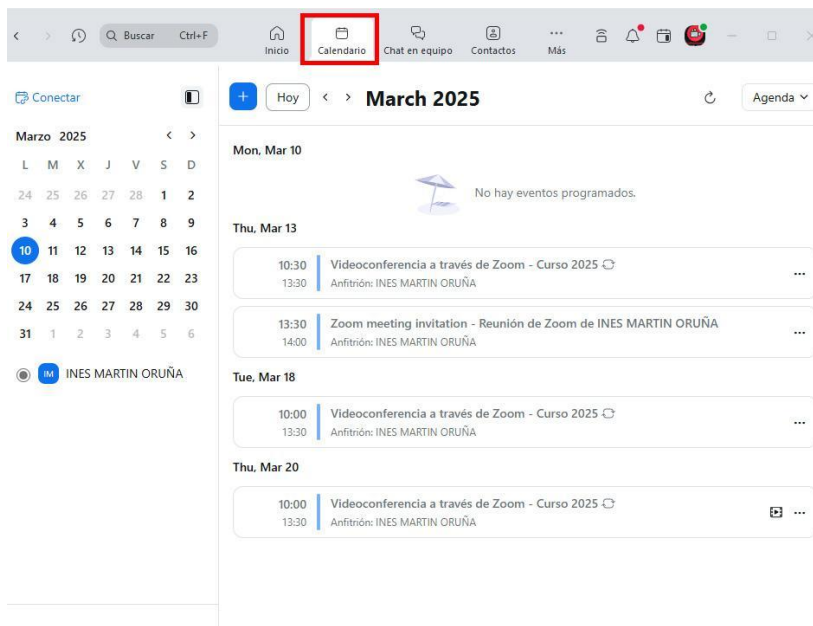 Buscar Ctrl+F
Inicio
Calendario
Chat en equipo
Contactos
Más
Conectar
Marzo 2025
L M X J V S D
24 25 26 27 28 1 2
3 4 5 6 7 8 9
10 11 12 13 14 15 16
17 18 19 20 21 22 23
24 25 26 27 28 29 30
31 1 2 3 4 5 6
IM INES MARTIN ORUÑA
Hoy
March 2025
Agenda
Mon, Mar 10
No hay eventos programados.
Thu, Mar 13
10:30 Videoconferencia a través de Zoom - Curso 2025
13:30 Anfitrión: INES MARTIN ORUÑA
13:30 Zoom meeting invitation - Reunión de Zoom de INES MARTIN ORUÑA
14:00 Anfitrión: INES MARTIN ORUÑA
Tue, Mar 18
10:00 Videoconferencia a través de Zoom - Curso 2025
13:30 Anfitrión: INES MARTIN ORUÑA
Thu, Mar 20
10:00 Videoconferencia a través de Zoom - Curso 2025
13:30 Anfitrión: INES MARTIN ORUÑA